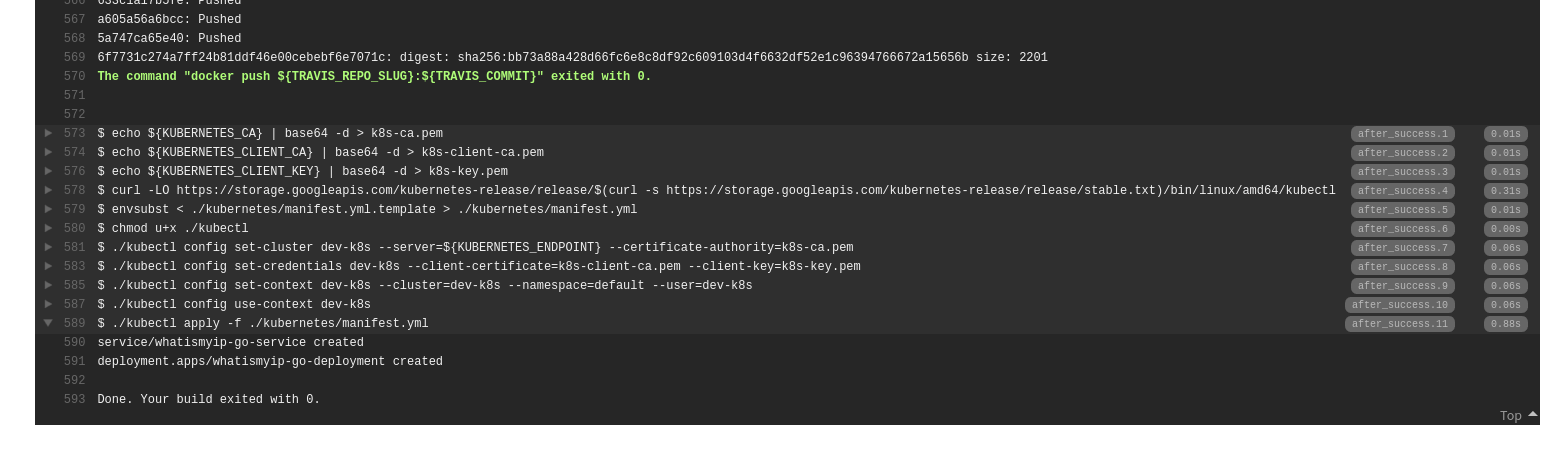 566 633c1a17b5fe: Pushed
567 a605a56a6bcc: Pushed
568 5a747ca65e40: Pushed
569 6f7731c274a7ff24b81ddf46e00cebebf6e7071c: digest: sha256:bb73a88a428d66fc6e8c8df92c609103d4f6632df52e1c96394766672a15656b size: 2201
570 The command "docker push ${TRAVIS_REPO_SLUG}:${TRAVIS_COMMIT}" exited with 0.
571
572
573 $ echo ${KUBERNETES_CA} | base64 -d > k8s-ca.pem after_success.1 0.01s
574 $ echo ${KUBERNETES_CLIENT_CA} | base64 -d > k8s-client-ca.pem after_success.2 0.01s
576 $ echo ${KUBERNETES_CLIENT_KEY} | base64 -d > k8s-key.pem after_success.3 0.01s
578 $ curl -LO https://storage.googleapis.com/kubernetes-release/release/$(curl -s https://storage.googleapis.com/kubernetes-release/release/stable.txt)/bin/linux/amd64/kubectl after_success.4 0.31s
579 $ envsubst < ./kubernetes/manifest.yml.template > ./kubernetes/manifest.yml after_success.5 0.01s
580 $ chmod u+x ./kubectl after_success.6 0.00s
581 $ ./kubectl config set-cluster dev-k8s --server=${KUBERNETES_ENDPOINT} --certificate-authority=k8s-ca.pem after_success.7 0.06s
583 $ ./kubectl config set-credentials dev-k8s --client-certificate=k8s-client-ca.pem --client-key=k8s-key.pem after_success.8 0.06s
585 $ ./kubectl config set-context dev-k8s --cluster=dev-k8s --namespace=default --user=dev-k8s after_success.9 0.06s
587 $ ./kubectl config use-context dev-k8s after_success.10 0.06s
589 $ ./kubectl apply -f ./kubernetes/manifest.yml after_success.11 0.88s
590 service/whatismyip-go-service created
591 deployment.apps/whatismyip-go-deployment created
592
593 Done. Your build exited with 0.
Top